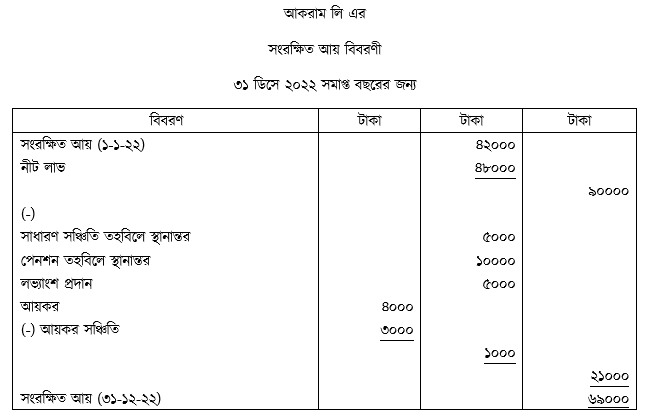 আকরাম লি এর
সংরক্ষিত আয় বিবরণী
৩১ ডিসে ২০২২ সমাপ্ত বছরের জন্য
বিবরণ টাকা টাকা টাকা
সংরক্ষিত আয় (১-১-২২) ৪২০০০
নীট লাভ ৪৮০০০
৯০০০০
(-)
সাধারণ সঞ্চিতি তহবিলে স্থানান্তর ৫০০০
পেনশন তহবিলে স্থানান্তর ১০০০০
লভ্যাংশ প্রদান ৫০০০
আয়কর ৪০০০
(-) আয়কর সঞ্চিতি ৩০০০
১০০০
২১০০০
সংরক্ষিত আয় (৩১-১২-২২) ৬৯০০০